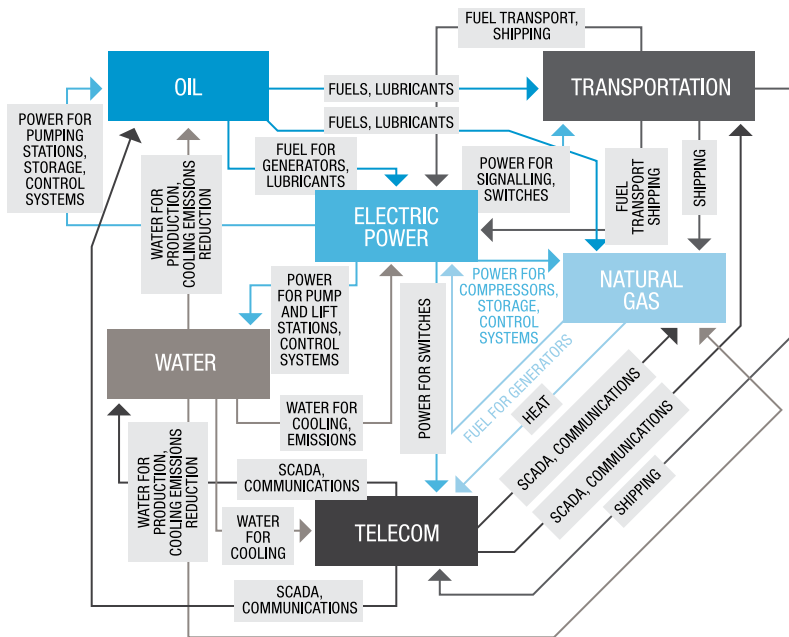 FUEL TRANSPORT,
SHIPPING
OIL
TRANSPORTATION
FUELS, LUBRICANTS
POWER FOR
PUMPING
STATIONS,
STORAGE,
CONTROL
SYSTEMS
FUELS, LUBRICANTS
FUEL FOR
GENERATORS,
LUBRICANTS
POWER FOR
SIGNALLING,
SWITCHES
WATER FOR
PRODUCTION,
COOLING EMISSIONS
REDUCTION
FUEL
TRANSPORT
SHIPPING
SHIPPING
ELECTRIC
POWER
POWER FOR
COMPRESSORS,
STORAGE,
CONTROL
SYSTEMS
NATURAL
GAS
POWER
FOR PUMP
AND LIFT
STATIONS,
CONTROL
SYSTEMS
WATER
POWER FOR SWITCHES
FUEL FOR GENERATORS
HEAT
SCADA, COMMUNICATIONS
SCADA, COMMUNICATIONS
SHIPPING
WATER FOR
COOLING,
EMISSIONS
WATER FOR
PRODUCTION,
COOLING EMISSIONS
REDUCTION
SCADA,
COMMUNICATIONS
WATER
FOR
COOLING
TELECOM
SCADA,
COMMUNICATIONS